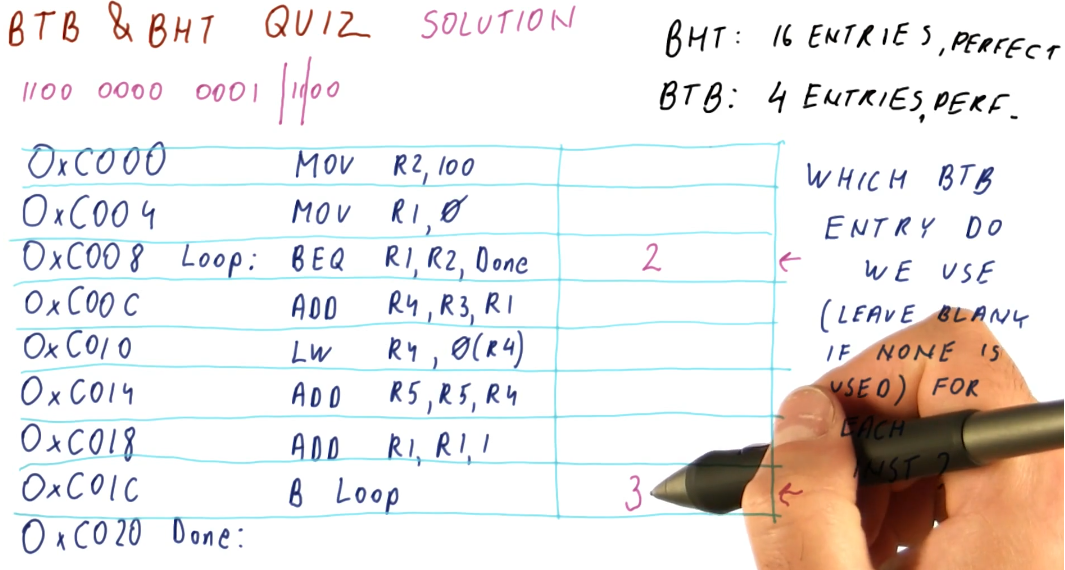 BTB & BHT QUIZ SOLUTION
BHT: 16 ENTRIES, PERFECT
1100 0000 0001 1100
BTB: 4 ENTRIES, PERF.
0xC000 MOV R2, 100
0xC004 MOV R1, 0
0xC008 Loop: BEQ R1, R2, Done 2 ←
0xC00C ADD R4, R3, R1
0xC010 LW R4, 0(R4)
0xC014 ADD R5, R5, R4
0xC018 ADD R1, R1, 1
0xC01C B Loop 3 ←
0xC020 Done:
WHICH BTB
ENTRY DO
WE USE
(LEAVE BLANK
IF NONE IS
USED) FOR
EACH
INST?